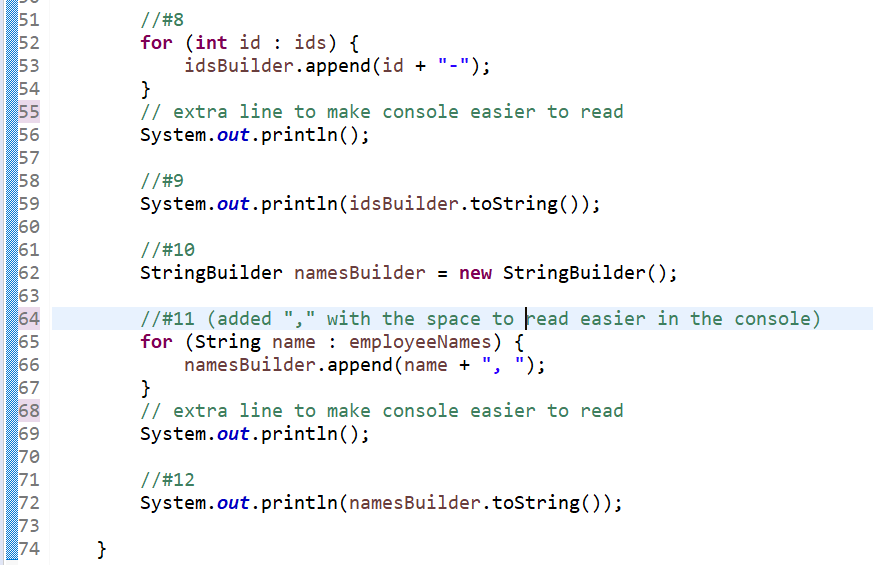 51 //#8
52 for (int id : ids) {
53 idsBuilder.append(id + "-");
54 }
55 // extra line to make console easier to read
56 System.out.println();
57
58 //#9
59 System.out.println(idsBuilder.toString());
60
61 //#10
62 StringBuilder namesBuilder = new StringBuilder();
63
64 //#11 (added "," with the space to read easier in the console)
65 for (String name : employeeNames) {
66 namesBuilder.append(name + ", ");
67 }
68 // extra line to make console easier to read
69 System.out.println();
70
71 //#12
72 System.out.println(namesBuilder.toString());
73
74 }